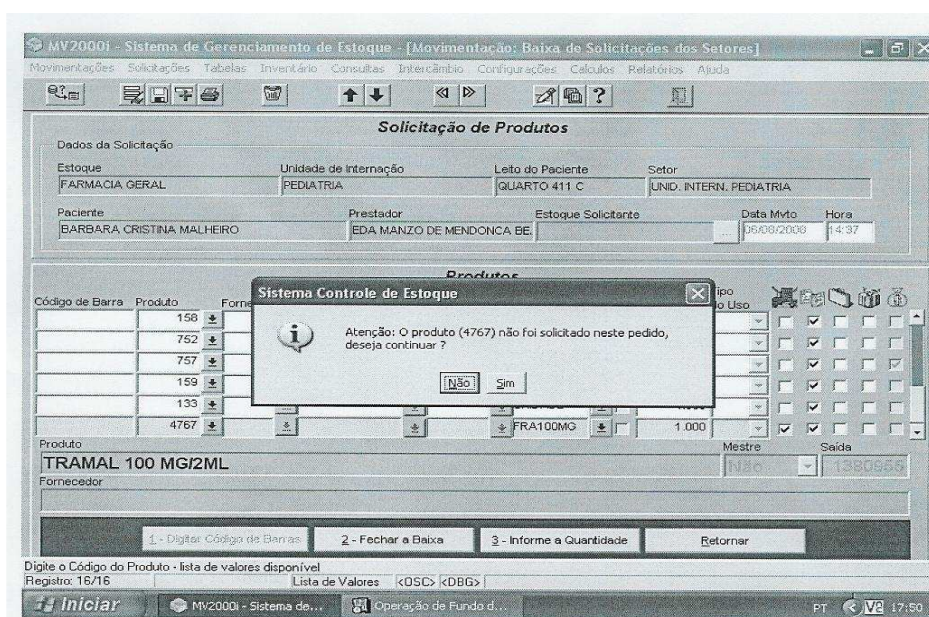 MV2000i - Sistema de Gerenciamento de Estoque - [Movimentação: Baixa de Solicitações dos Setores]
Movimentações Solicitações Tabelas Inventário Consultas Intercâmbio Configurações Calculos Relatórios Ajuda
Solicitação de Produtos
Dados da Solicitação
Estoque Unidade de Internação Leito do Paciente Setor
FARMACIA GERAL PEDIATRIA QUARTO 411 C UNID. INTERN. PEDIATRIA
Paciente Prestador Estoque Solicitante Data Mvto Hora
BARBARA CRISTINA MALHEIRO EDA MANZO DE MENDONCA BE. ... 06/08/2008 14:37
Produtos
Sistema Controle de Estoque
Código de Barra Produto Forne ipo
o Uso
158
Atenção: O produto (4767) não foi solicitado neste pedido,
deseja continuar ?
752
757
Não Sim
159
133
4767 FRA100MG 1.000
Produto Mestre Saída
TRAMAL 100 MG/2ML Não 1380955
Fornecedor
1 - Digitar Código de Barras 2 - Fechar a Baixa 3 - Informe a Quantidade Retornar
Digite o Código do Produto - lista de valores disponível
Registro: 16/16 Lista de Valores <OSC> <DBG>
Iniciar MV2000i - Sistema de... Operação de Fundo d... PT V2 17:50